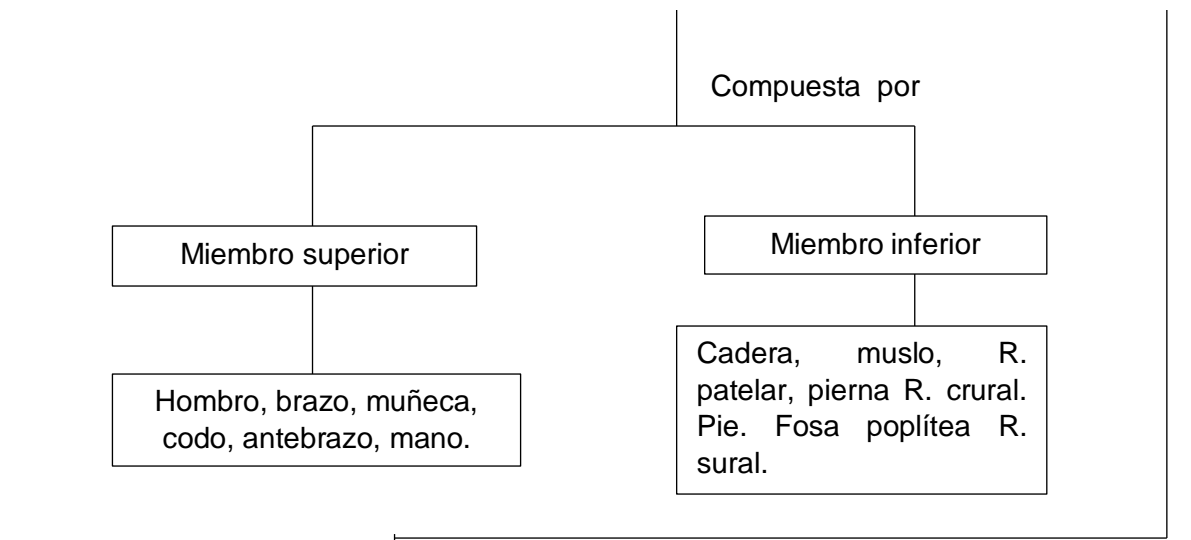 Compuesta por
Miembro superior
Miembro inferior
Hombro, brazo, muñeca,
codo, antebrazo, mano.
Cadera, muslo, R.
patelar, pierna R. crural.
Pie. Fosa poplítea R.
sural.